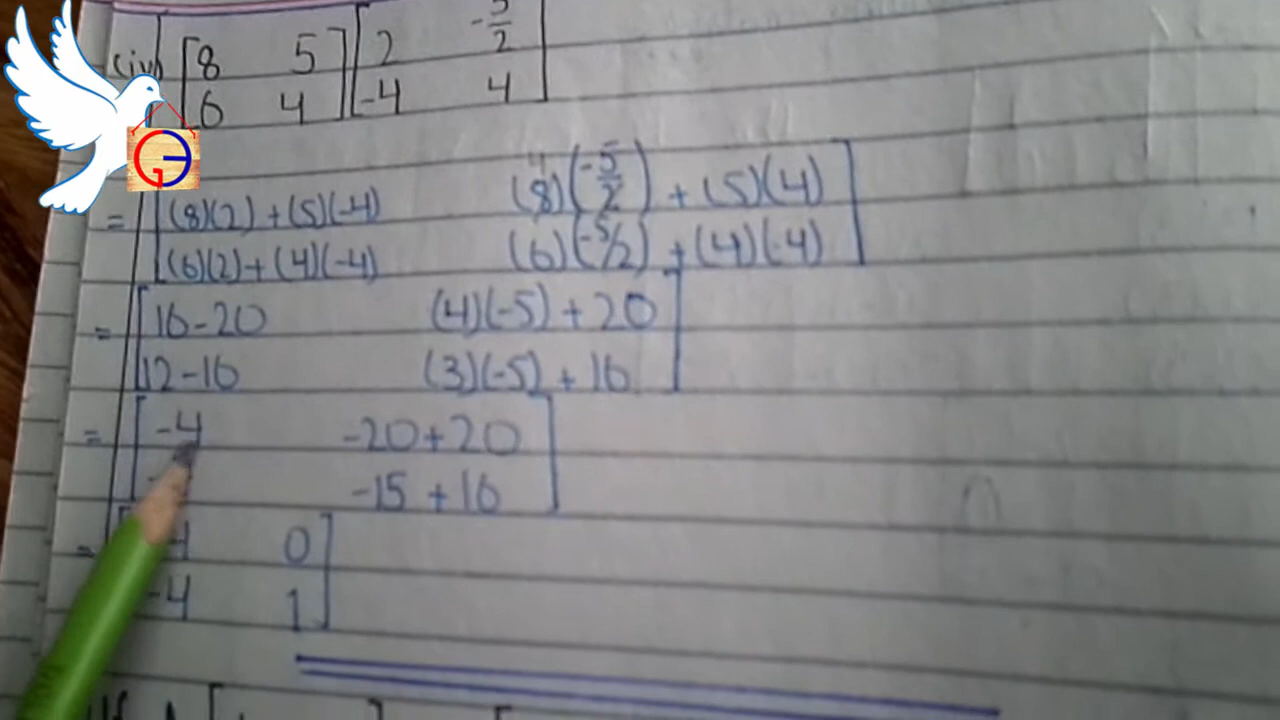 (iv) [8 5] [2 -5/2]
[6 4] [-4 4]
= [(8)(2) + (5)(-4) (8)(-5/2) + (5)(4)]
[(6)(2) + (4)(-4) (6)(-5/2) + (4)(4)]
= [16-20 (4)(-5) + 20]
[12-16 (3)(-5) + 16]
= [-4 -20+20]
-15 + 16]
= 0]
-4 1]
GE